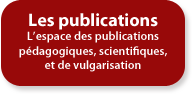 Les publications
L'espace des publications
pédagogiques, scientifiques,
et de vulgarisation